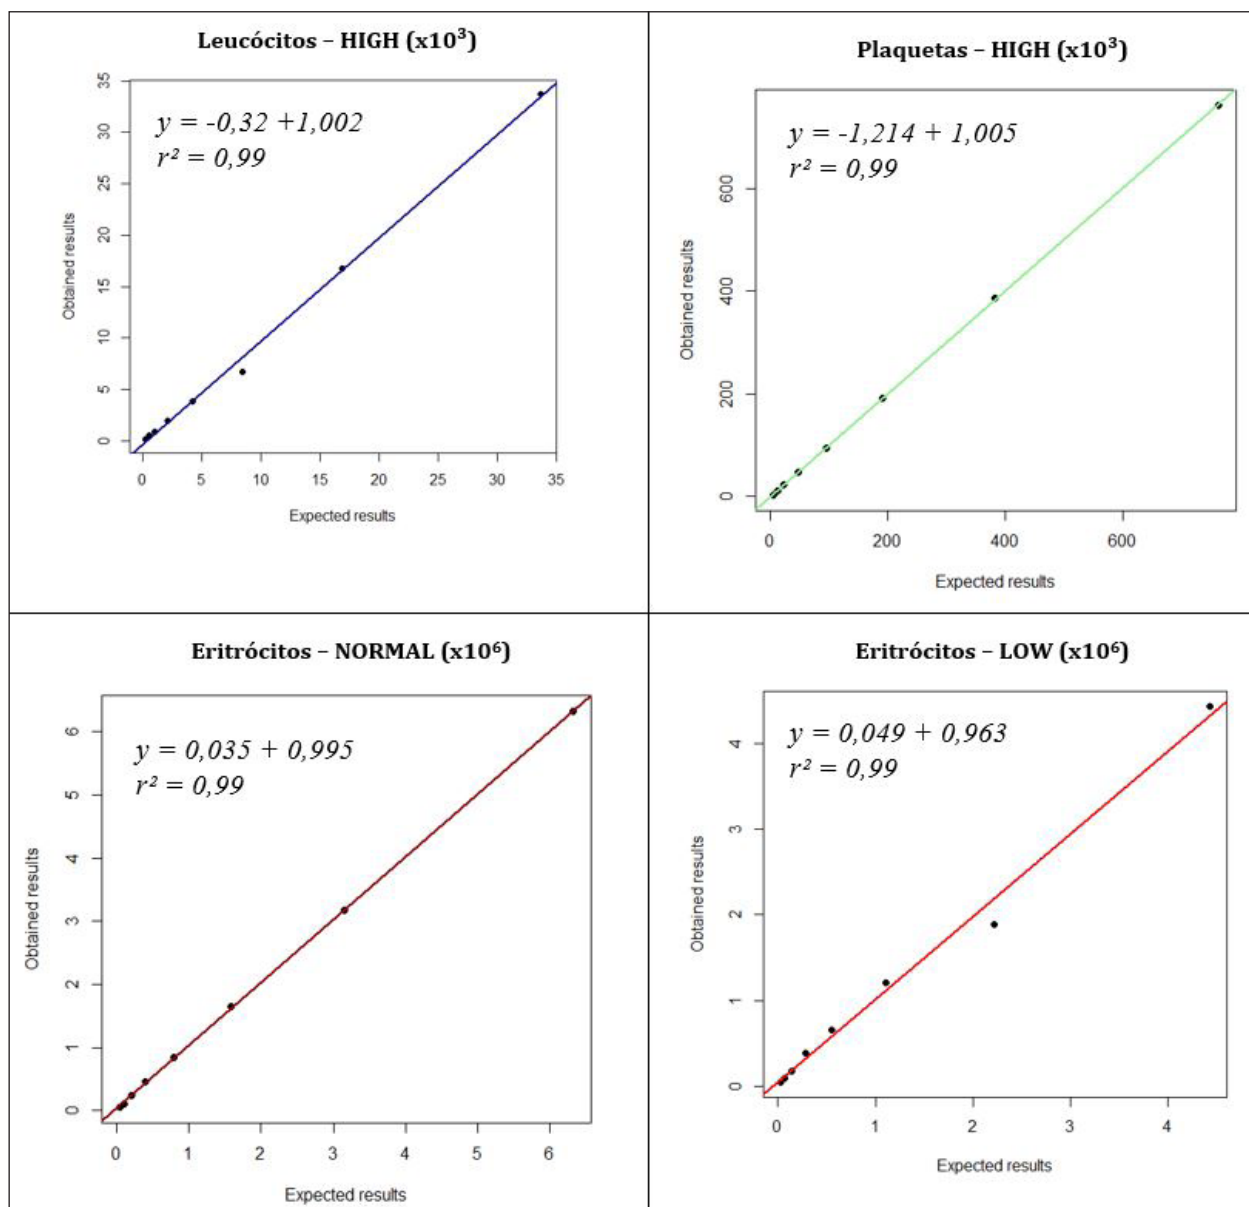 Leucócitos – HIGH (x10³)
y = -0,32 +1,002
r² = 0,99
Obtained results
35
30
25
20
15
10
5
0
0 5 10 15 20 25 30 35
Expected results
Plaquetas – HIGH (x10³)
y = -1,214 + 1,005
r² = 0,99
Obtained results
600
400
200
0
0 200 400 600
Expected results
Eritrócitos – NORMAL (x10⁶)
y = 0,035 + 0,995
r² = 0,99
Obtained results
6
5
4
3
2
1
0
0 1 2 3 4 5 6
Expected results
Eritrócitos – LOW (x10⁶)
y = 0,049 + 0,963
r² = 0,99
Obtained results
4
3
2
1
0
0 1 2 3 4
Expected results